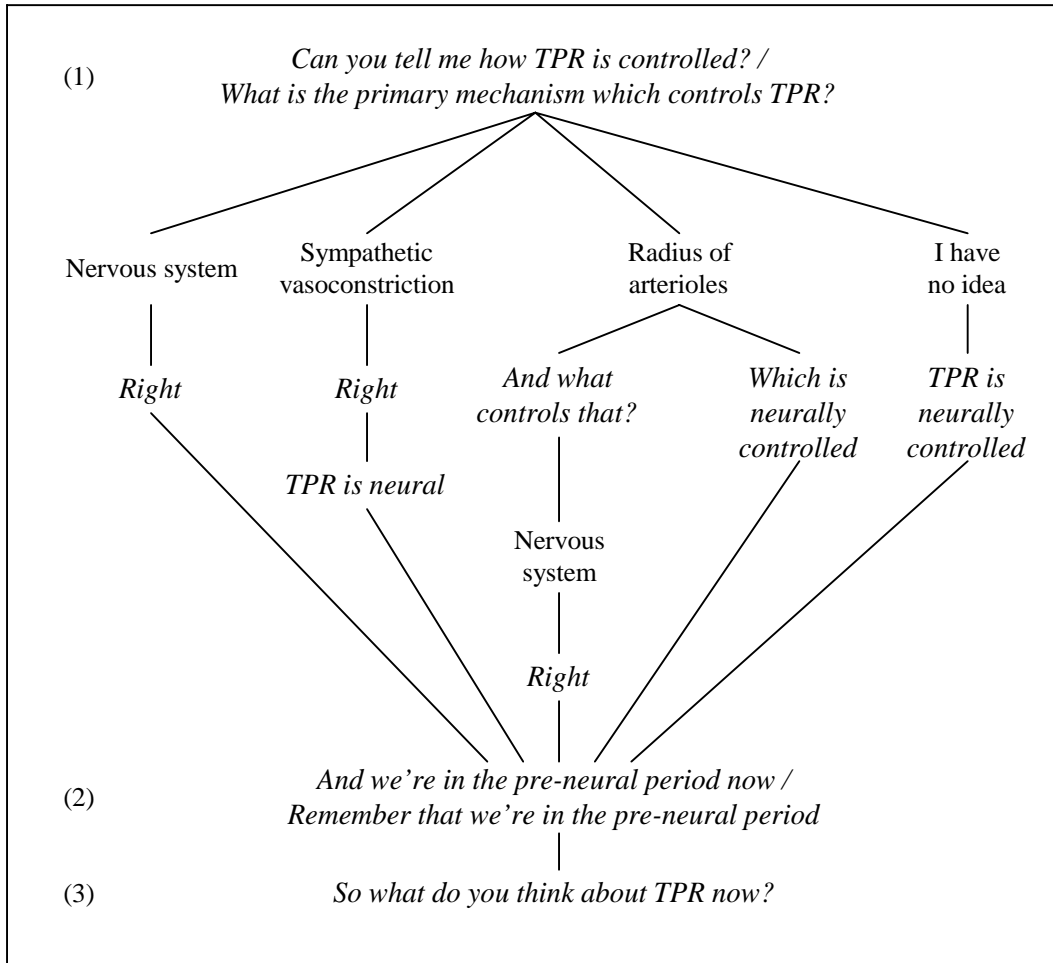 (1)
Can you tell me how TPR is controlled? /
What is the primary mechanism which controls TPR?
Nervous system
Sympathetic
vasoconstriction
Radius of
arterioles
I have
no idea
Right
Right
And what
controls that?
Which is
neurally
controlled
TPR is
neurally
controlled
TPR is neural
Nervous
system
Right
(2)
And we’re in the pre-neural period now /
Remember that we’re in the pre-neural period
(3)
So what do you think about TPR now?